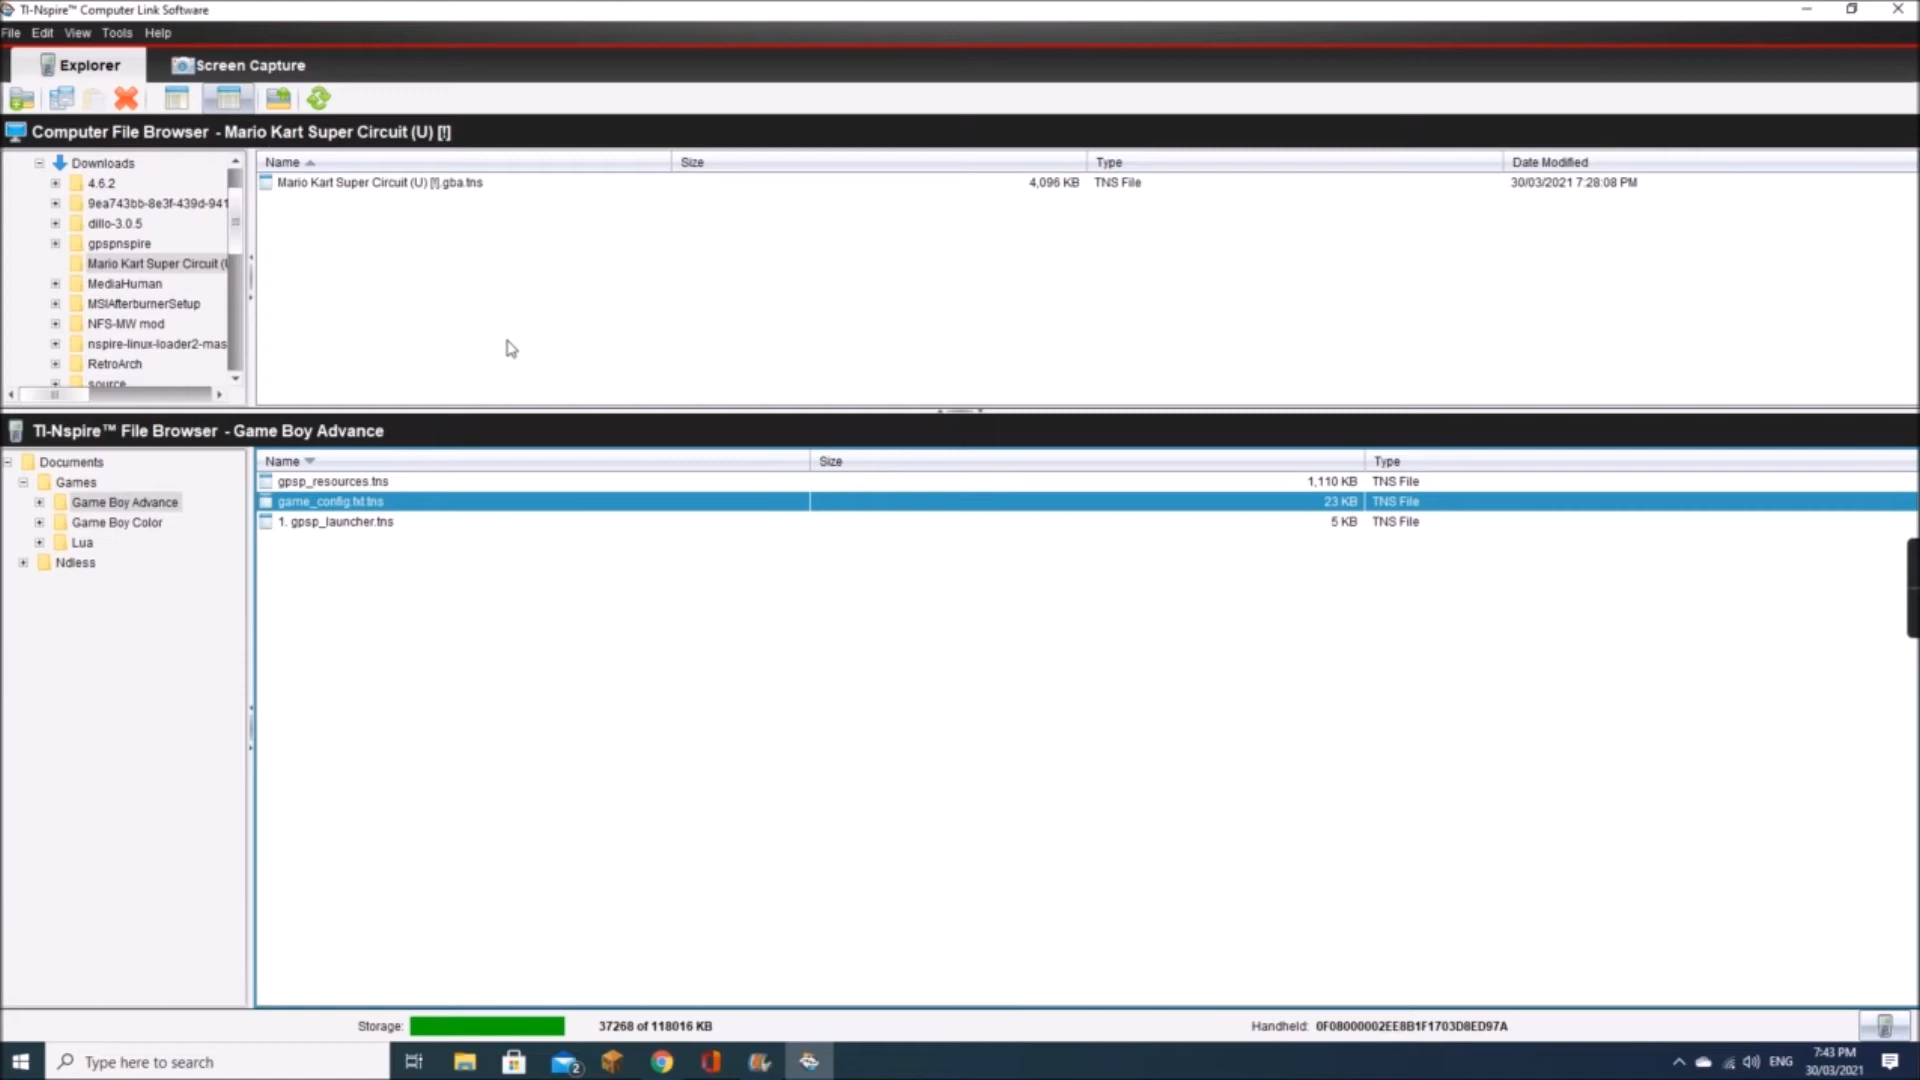 TI-Nspire™ Computer Link Software
File Edit View Tools Help
Explorer Screen Capture
Computer File Browser - Mario Kart Super Circuit (U) [!]
Downloads
4.6.2
9ea743bb-8e3f-439d-941
dillo-3.0.5
gpspnspire
Mario Kart Super Circuit (U
MediaHuman
MSIAfterburnerSetup
NFS-MW mod
nspire-linux-loader2-mas
RetroArch
source
Name Size Type Date Modified
Mario Kart Super Circuit (U) [!].gba.tns 4,096 KB TNS File 30/03/2021 7:28:08 PM
TI-Nspire™ File Browser - Game Boy Advance
Documents
Games
Game Boy Advance
Game Boy Color
Lua
Ndless
Name Size Type
gpsp_resources.tns 1,110 KB TNS File
game_config.txt.tns 23 KB TNS File
1. gpsp_launcher.tns 5 KB TNS File
Storage: 37268 of 118016 KB Handheld: 0F08000002EE8B1F1703D8ED97A
Type here to search 2 ENG 7:43 PM
30/03/2021